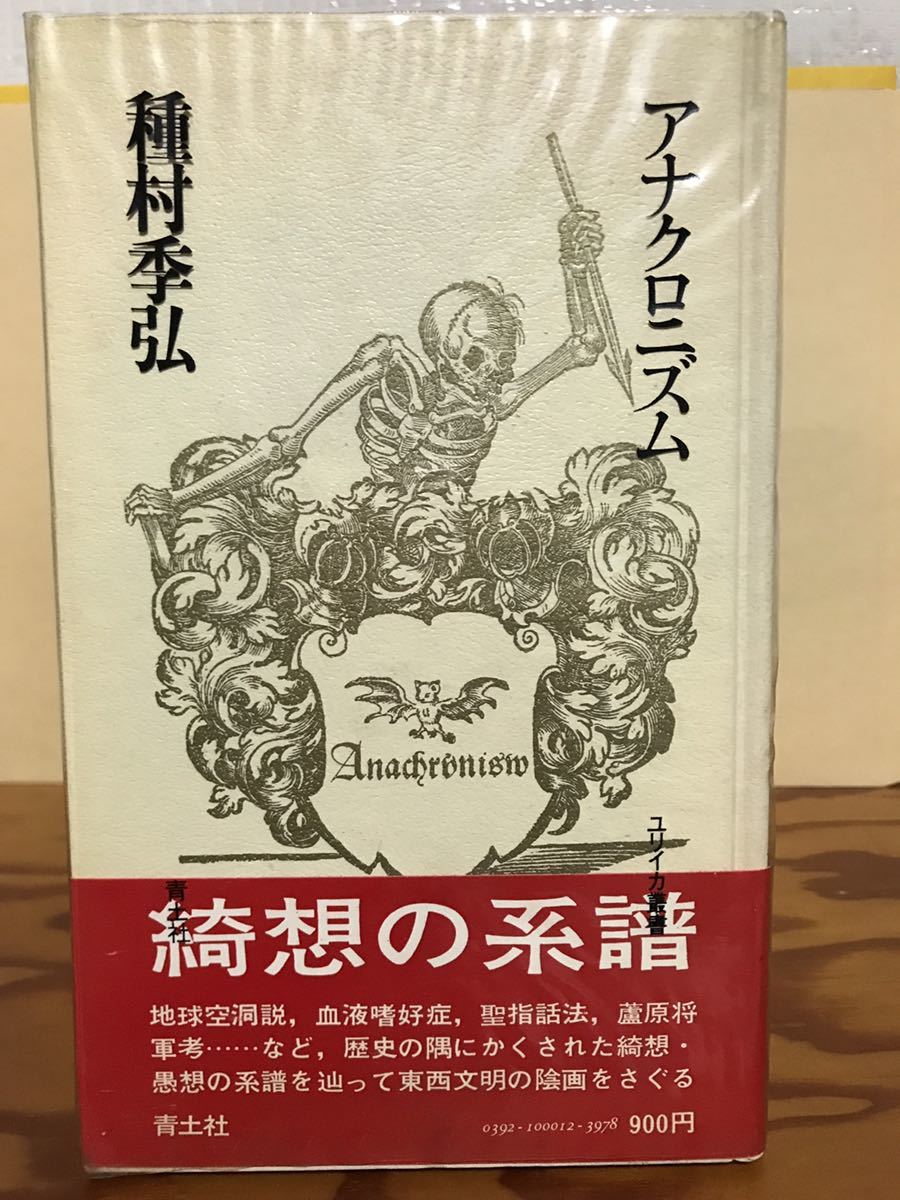 アナクロニズム
種村季弘
Anachronisw
ユリイカ叢書
青土社
綺想の系譜
地球空洞説，血液嗜好症，聖指話法，蘆原将
軍考……など，歴史の隅にかくされた綺想・
愚想の系譜を辿って東西文明の陰画をさぐる
青土社
0392-100012-3978 900円